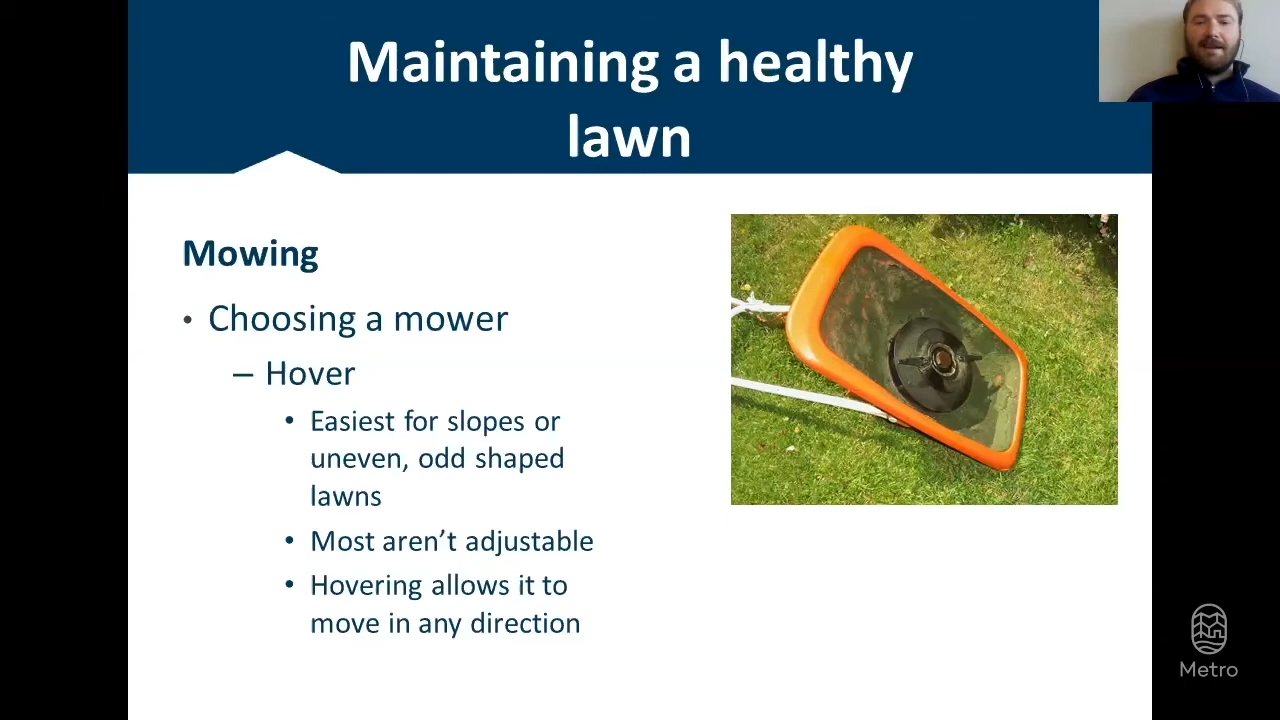 Maintaining a healthy
lawn
Mowing
• Choosing a mower
– Hover
• Easiest for slopes or
uneven, odd shaped
lawns
• Most aren’t adjustable
• Hovering allows it to
move in any direction
Metro